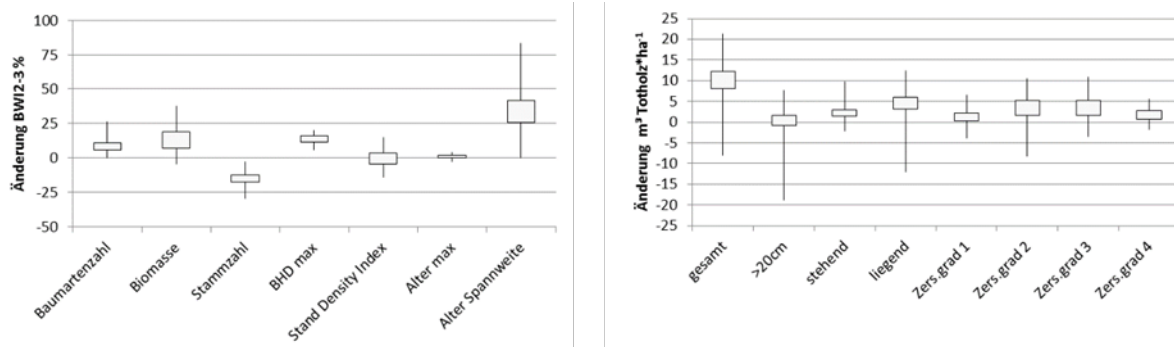 Änderung BWI2-3 %
100
75
50
25
0
-25
-50
Baumartenzahl
Biomasse
Stammzahl
BHD max
Stand Density Index
Alter max
Alter Spannweite
Änderung m³ Totholz*ha⁻¹
25
20
15
10
5
0
-5
-10
-15
-20
-25
gesamt
>20cm
stehend
liegend
Zers.grad 1
Zers.grad 2
Zers.grad 3
Zers.grad 4